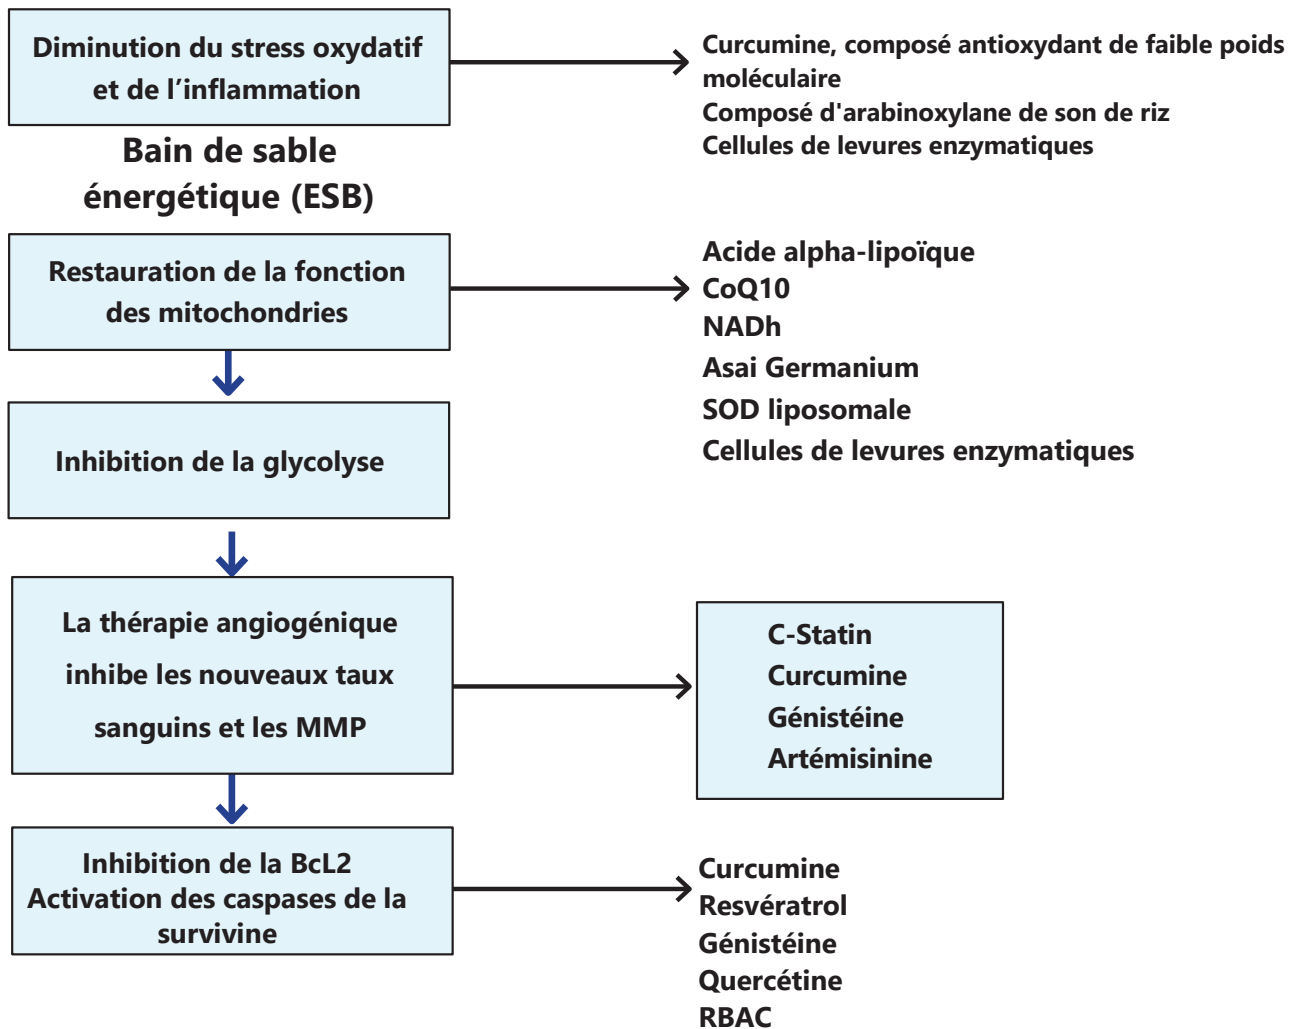 Diminution du stress oxydatif
et de l’inflammation
Curcumine, composé antioxydant de faible poids
moléculaire
Composé d'arabinoxylane de son de riz
Cellules de levures enzymatiques
Bain de sable
énergétique (ESB)
Restauration de la fonction
des mitochondries
Acide alpha-lipoïque
CoQ10
NADh
Asai Germanium
SOD liposomale
Cellules de levures enzymatiques
Inhibition de la glycolyse
La thérapie angiogénique
inhibe les nouveaux taux
sanguins et les MMP
C-Statin
Curcumine
Génistéine
Artémisinine
Inhibition de la BcL2
Activation des caspases de la
survivine
Curcumine
Resvératrol
Génistéine
Quercétine
RBAC